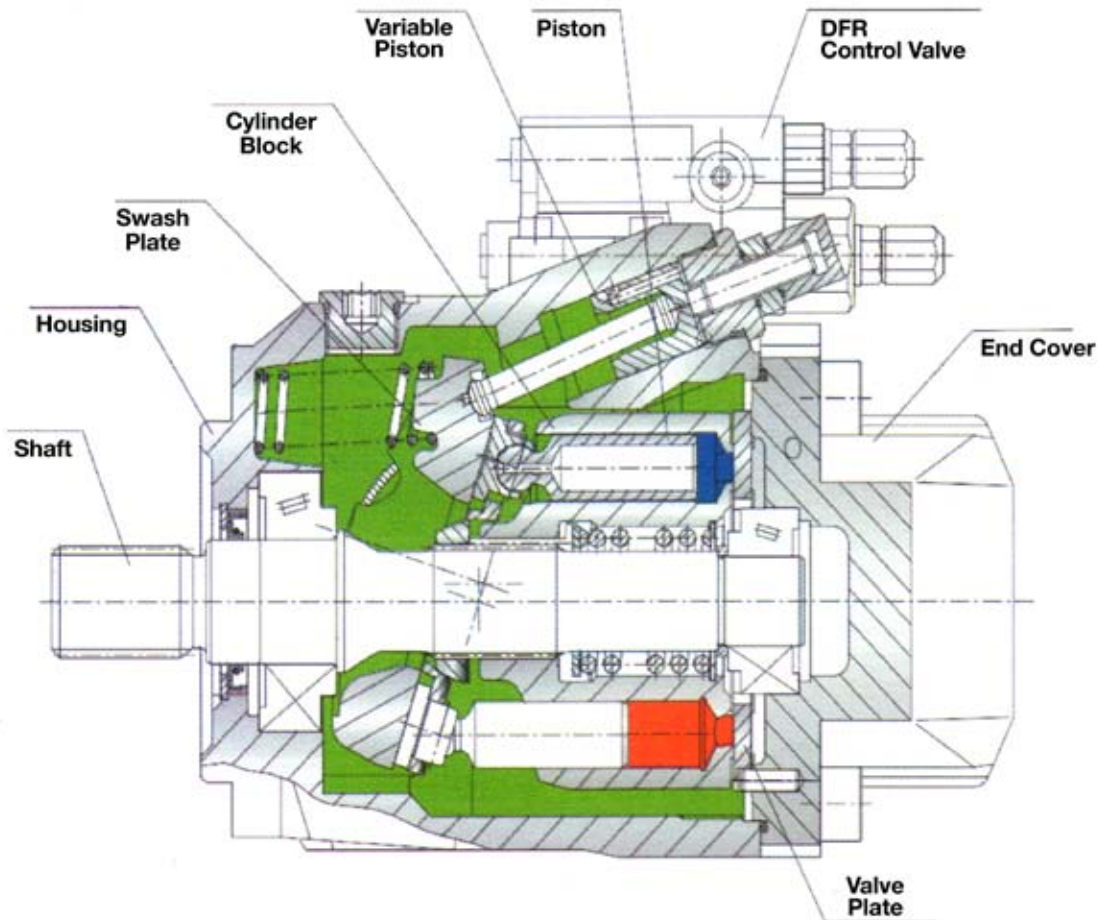 Variable
Piston
Piston
DFR
Control Valve
Cylinder
Block
Swash
Plate
Housing
End Cover
Shaft
Valve
Plate